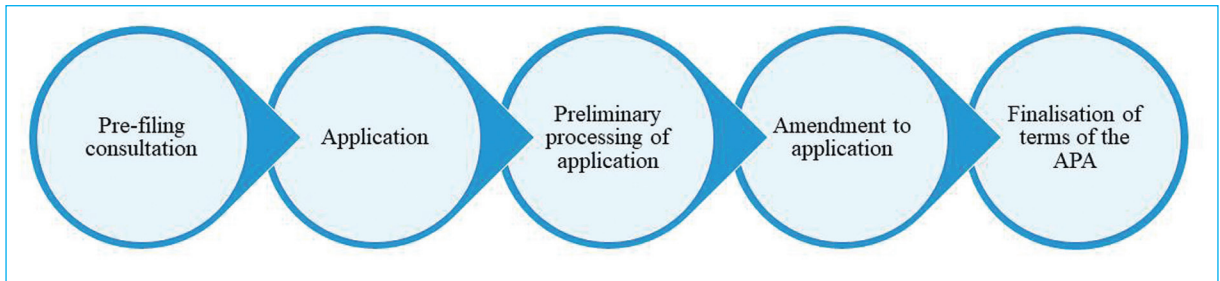 Pre-filing
consultation
Application
Preliminary
processing of
application
Amendment to
application
Finalisation of
terms of the
APA